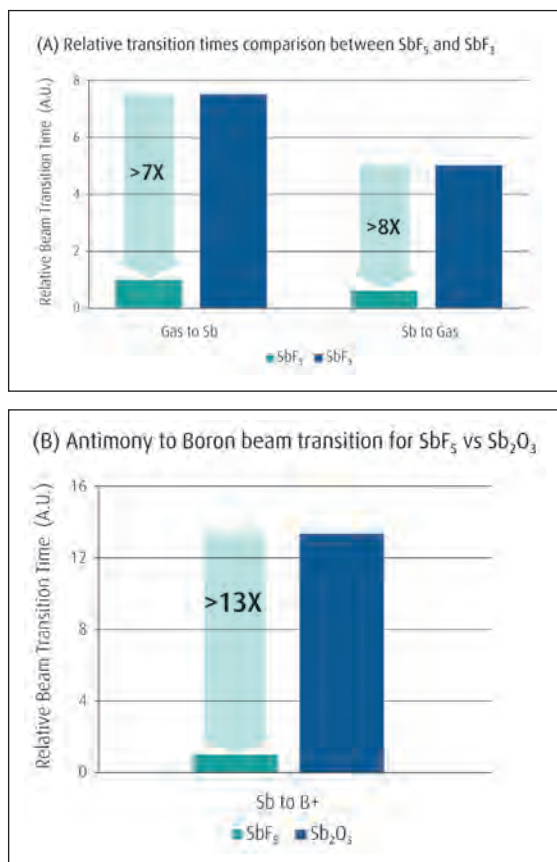 (A) Relative transition times comparison between SbF₅ and SbF₃
Relative Beam Transition Time (A.U.)
8
6
4
2
0
>7X
>8X
Gas to Sb
Sb to Gas
SbF₅
SbF₃
(B) Antimony to Boron beam transition for SbF₅ vs Sb₂O₃
Relative Beam Transition Time (A.U.)
16
12
8
4
0
>13X
Sb to B+
SbF₅
Sb₂O₃